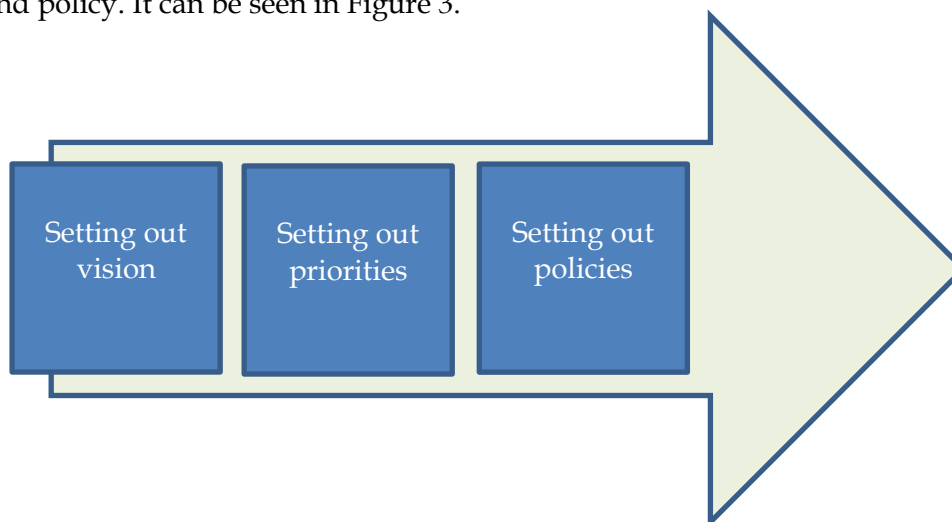 nd policy. It can be seen in Figure 3.
Setting out
vision
Setting out
priorities
Setting out
policies